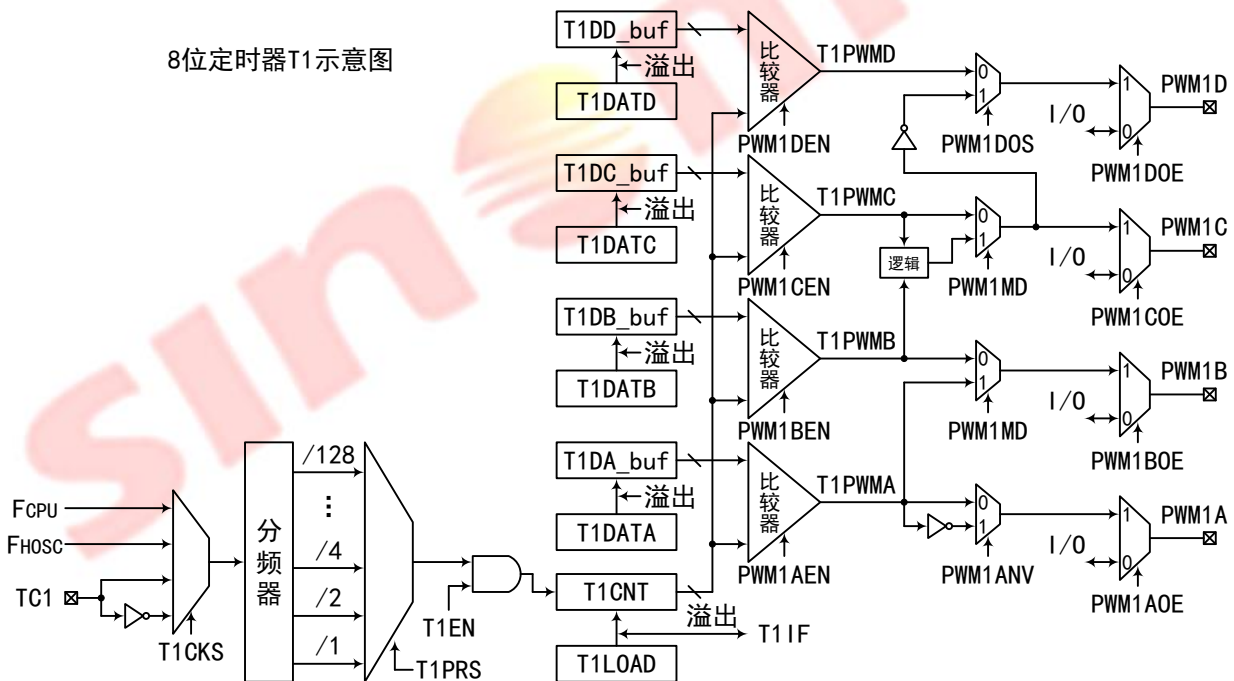 8位定时器T1示意图
T1DD_buf
溢出
T1DATD
比较器
T1PWMD
PWM1DEN
0
1
PWM1DOS
1
I/O
0
PWM1D
PWM1DOE
T1DC_buf
溢出
T1DATC
比较器
T1PWMC
PWM1CEN
逻辑
0
1
PWM1MD
1
I/O
0
PWM1C
PWM1COE
T1DB_buf
溢出
T1DATB
比较器
T1PWMB
PWM1BEN
0
1
PWM1MD
1
I/O
0
PWM1B
PWM1BOE
T1DA_buf
溢出
T1DATA
比较器
T1PWMA
PWM1AEN
0
1
PWM1ANV
1
I/O
0
PWM1A
PWM1AOE
FCPU
FHOSC
TC1
T1CKS
分频器
/128
⋮
/4
/2
/1
T1PRS
T1EN
T1CNT
溢出
T1IF
T1LOAD
sin